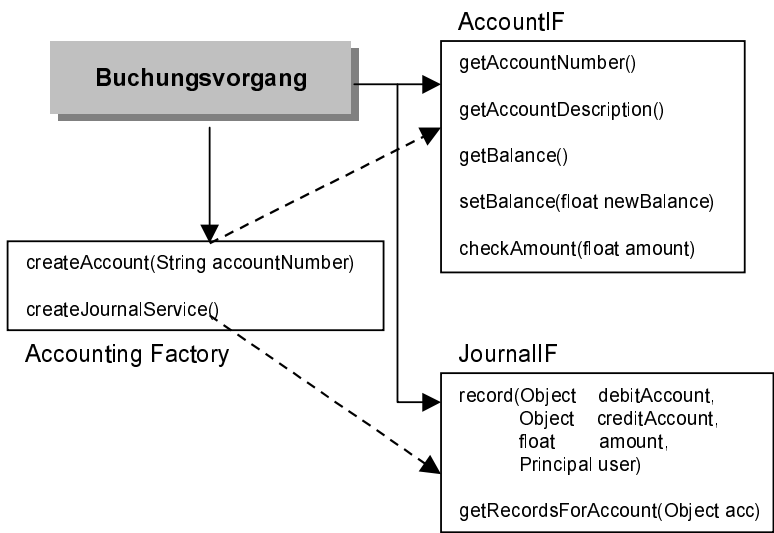 AccountIF
Buchungsvorgang
getAccountNumber()
getAccountDescription()
getBalance()
setBalance(float newBalance)
checkAmount(float amount)
createAccount(String accountNumber)
createJournalService()
Accounting Factory
JournalIF
record(Object debitAccount,
Object creditAccount,
float amount,
Principal user)
getRecordsForAccount(Object acc)